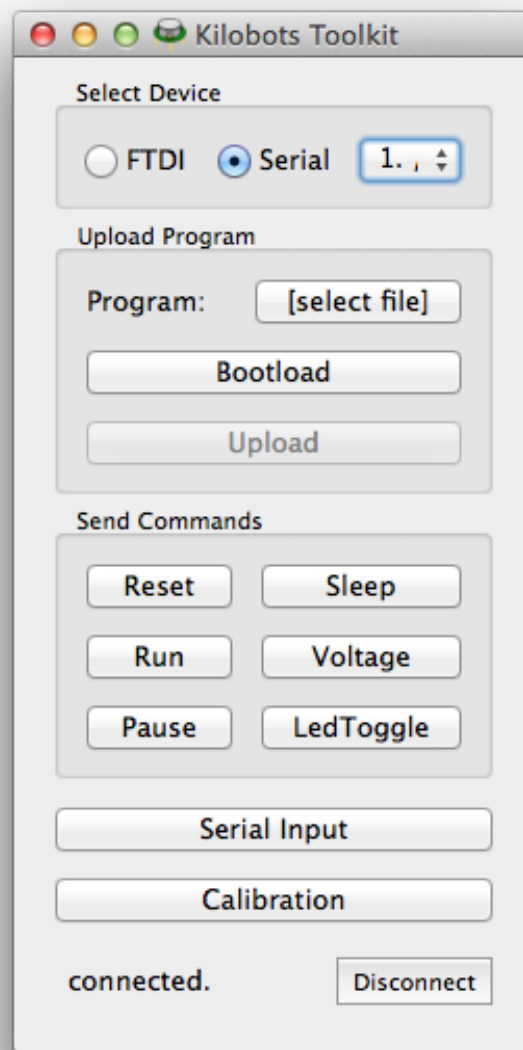 Kilobots Toolkit
Select Device
FTDI Serial 1.
Upload Program
Program: [select file]
Bootload
Upload
Send Commands
Reset Sleep
Run Voltage
Pause LedToggle
Serial Input
Calibration
connected. Disconnect